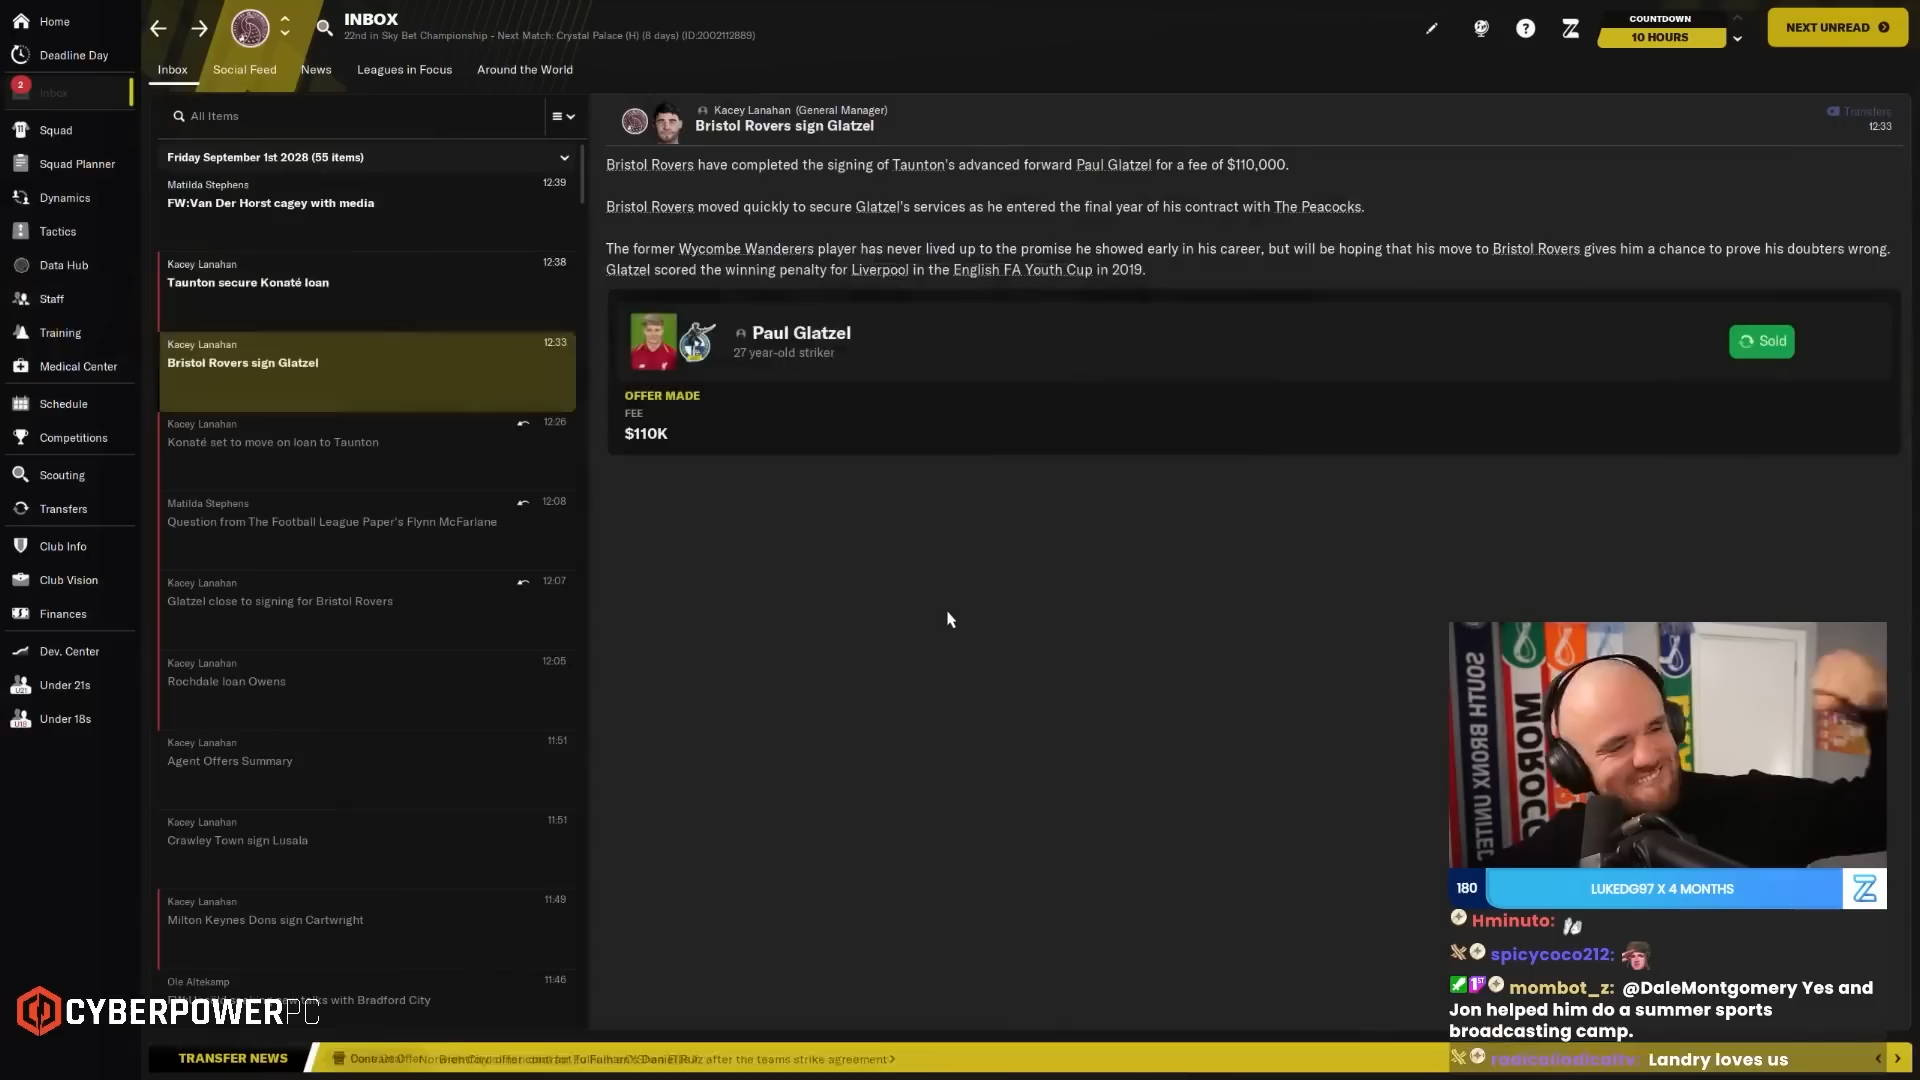 Home
Deadline Day
2
Inbox
Squad
Squad Planner
Dynamics
Tactics
Data Hub
Staff
Training
Medical Center
Schedule
Competitions
Scouting
Transfers
Club Info
Club Vision
Finances
Dev. Center
U21
Under 21s
U18
Under 18s
INBOX
22nd in Sky Bet Championship - Next Match: Crystal Palace (H) (8 days) (ID:2002112889)
COUNTDOWN
10 HOURS
NEXT UNREAD
Inbox
Social Feed
News
Leagues in Focus
Around the World
All Items
Friday September 1st 2028 (55 items)
Matilda Stephens
12:39
FW:Van Der Horst cagey with media
Kacey Lanahan
12:38
Taunton secure Konaté loan
Kacey Lanahan
12:33
Bristol Rovers sign Glatzel
Kacey Lanahan
12:26
Konaté set to move on loan to Taunton
Matilda Stephens
12:08
Question from The Football League Paper's Flynn McFarlane
Kacey Lanahan
12:07
Glatzel close to signing for Bristol Rovers
Kacey Lanahan
12:05
Rochdale loan Owens
Kacey Lanahan
11:51
Agent Offers Summary
Kacey Lanahan
11:51
Crawley Town sign Lusala
Kacey Lanahan
11:49
Milton Keynes Dons sign Cartwright
Ole Altekamp
11:46
talks with Bradford City
Kacey Lanahan (General Manager)
Bristol Rovers sign Glatzel
Transfers
12:33
Bristol Rovers have completed the signing of Taunton's advanced forward Paul Glatzel for a fee of $110,000.
Bristol Rovers moved quickly to secure Glatzel's services as he entered the final year of his contract with The Peacocks.
The former Wycombe Wanderers player has never lived up to the promise he showed early in his career, but will be hoping that his move to Bristol Rovers gives him a chance to prove his doubters wrong.
Glatzel scored the winning penalty for Liverpool in the English FA Youth Cup in 2019.
Paul Glatzel
27 year-old striker
Sold
OFFER MADE
FEE
$110K
SOUTH BRONX UNITED
MOROC
180
LUKEDG97 X 4 MONTHS
Hminuto:
spicycoco212:
mombot_z: @DaleMontgomery Yes and
Jon helped him do a summer sports
broadcasting camp.
Landry loves us
CYBERPOWERPC
TRANSFER NEWS
after the teams strike agreement